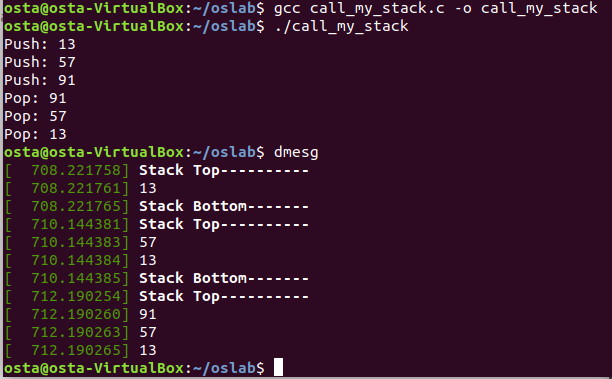 osta@osta-VirtualBox:~/oslab$ gcc call_my_stack.c -o call_my_stack
osta@osta-VirtualBox:~/oslab$ ./call_my_stack
Push: 13
Push: 57
Push: 91
Pop: 91
Pop: 57
Pop: 13
osta@osta-VirtualBox:~/oslab$ dmesg
[  708.221758] Stack Top----------
[  708.221761] 13
[  708.221765] Stack Bottom-------
[  710.144381] Stack Top----------
[  710.144383] 57
[  710.144384] 13
[  710.144385] Stack Bottom-------
[  712.190254] Stack Top----------
[  712.190260] 91
[  712.190263] 57
[  712.190265] 13
osta@osta-VirtualBox:~/oslab$